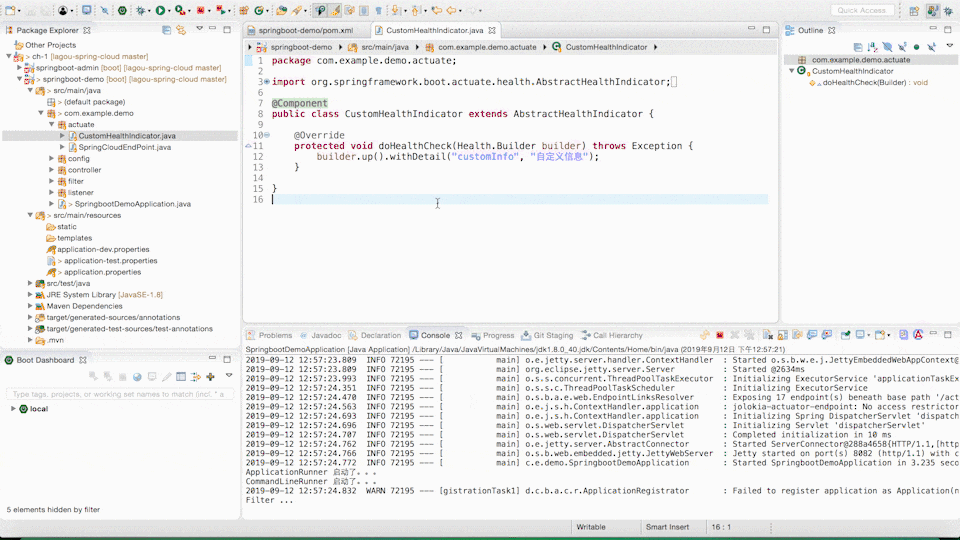 Quick Access
Package Explorer
Other Projects
> ch-1 [lagou-spring-cloud master]
springboot-admin [boot] [lagou-spring-cloud master]
> springboot-demo [boot] [lagou-spring-cloud master]
> src/main/java
> (default package)
> com.example.demo
actuate
CustomHealthIndicator.java
SpringCloudEndPoint.java
config
controller
filter
listener
> SpringbootDemoApplication.java
> src/main/resources
static
templates
application-dev.properties
> application-test.properties
> application.properties
src/test/java
JRE System Library [JavaSE-1.8]
Maven Dependencies
target/generated-sources/annotations
target/generated-test-sources/test-annotations
> .mvn
springboot-demo/pom.xml
CustomHealthIndicator.java
springboot-demo
src/main/java
com.example.demo.actuate
CustomHealthIndicator
1 package com.example.demo.actuate;
2
3 import org.springframework.boot.actuate.health.AbstractHealthIndicator;
6
7 @Component
8 public class CustomHealthIndicator extends AbstractHealthIndicator {
9
10 @Override
11 protected void doHealthCheck(Health.Builder builder) throws Exception {
12 builder.up().withDetail("customInfo", "自定义信息");
13 }
14
15 }
16
Outline
com.example.demo.actuate
CustomHealthIndicator
doHealthCheck(Builder) : void
Boot Dashboard
Type tags, projects, or working set names to match (incl. * a
local
5 elements hidden by filter
Problems
Javadoc
Declaration
Console
Progress
Git Staging
Call Hierarchy
SpringbootDemoApplication [Java Application] /Library/Java/JavaVirtualMachines/jdk1.8.0_40.jdk/Contents/Home/bin/java (2019年9月12日 下午12:57:21)
2019-09-12 12:57:23.809 INFO 72195 --- [ main] o.e.jetty.server.handler.ContextHandler : Started o.s.b.w.e.j.JettyEmbeddedWebAppContext@
2019-09-12 12:57:23.809 INFO 72195 --- [ main] org.eclipse.jetty.server.Server : Started @2634ms
2019-09-12 12:57:23.993 INFO 72195 --- [ main] o.s.s.concurrent.ThreadPoolTaskExecutor : Initializing ExecutorService 'applicationTaskEx
2019-09-12 12:57:24.351 INFO 72195 --- [ main] o.s.s.c.ThreadPoolTaskScheduler : Initializing ExecutorService
2019-09-12 12:57:24.470 INFO 72195 --- [ main] o.s.b.a.e.web.EndpointLinksResolver : Exposing 17 endpoint(s) beneath base path '/act
2019-09-12 12:57:24.563 INFO 72195 --- [ main] o.e.j.s.h.ContextHandler.application : jolokia-actuator-endpoint: No access restrictor
2019-09-12 12:57:24.693 INFO 72195 --- [ main] o.e.j.s.h.ContextHandler.application : Initializing Spring DispatcherServlet 'dispatch
2019-09-12 12:57:24.696 INFO 72195 --- [ main] o.s.web.servlet.DispatcherServlet : Initializing Servlet 'dispatcherServlet'
2019-09-12 12:57:24.707 INFO 72195 --- [ main] o.s.web.servlet.DispatcherServlet : Completed initialization in 10 ms
2019-09-12 12:57:24.762 INFO 72195 --- [ main] o.e.jetty.server.AbstractConnector : Started ServerConnector@288a4658{HTTP/1.1,[http
2019-09-12 12:57:24.766 INFO 72195 --- [ main] o.s.b.web.embedded.jetty.JettyWebServer : Jetty started on port(s) 8082 (http/1.1) with c
2019-09-12 12:57:24.772 INFO 72195 --- [ main] c.e.demo.SpringbootDemoApplication : Started SpringbootDemoApplication in 3.235 seco
ApplicationRunner 启动了。。。
CommandLineRunner 启动了。。。
2019-09-12 12:57:24.832 WARN 72195 --- [gistrationTask1] d.c.b.a.c.r.ApplicationRegistrator : Failed to register application as Application(n
Filter ...
Writable
Smart Insert
16 : 1